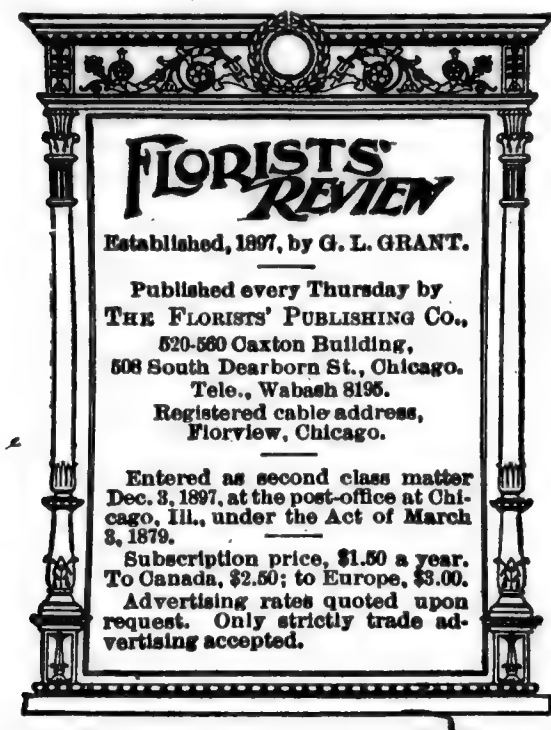 FLORISTS'
REVIEW
Established, 1897, by G. L. GRANT.
Published every Thursday by
THE FLORISTS' PUBLISHING CO.,
520-560 Caxton Building,
508 South Dearborn St., Chicago.
Tele., Wabash 8195.
Registered cable address,
Florview, Chicago.
Entered as second class matter
Dec. 3, 1897, at the post-office at Chi-
cago, Ill., under the Act of March
3, 1879.
Subscription price, $1.50 a year.
To Canada, $2.50; to Europe, $3.00.
Advertising rates quoted upon
request. Only strictly trade ad-
vertising accepted.